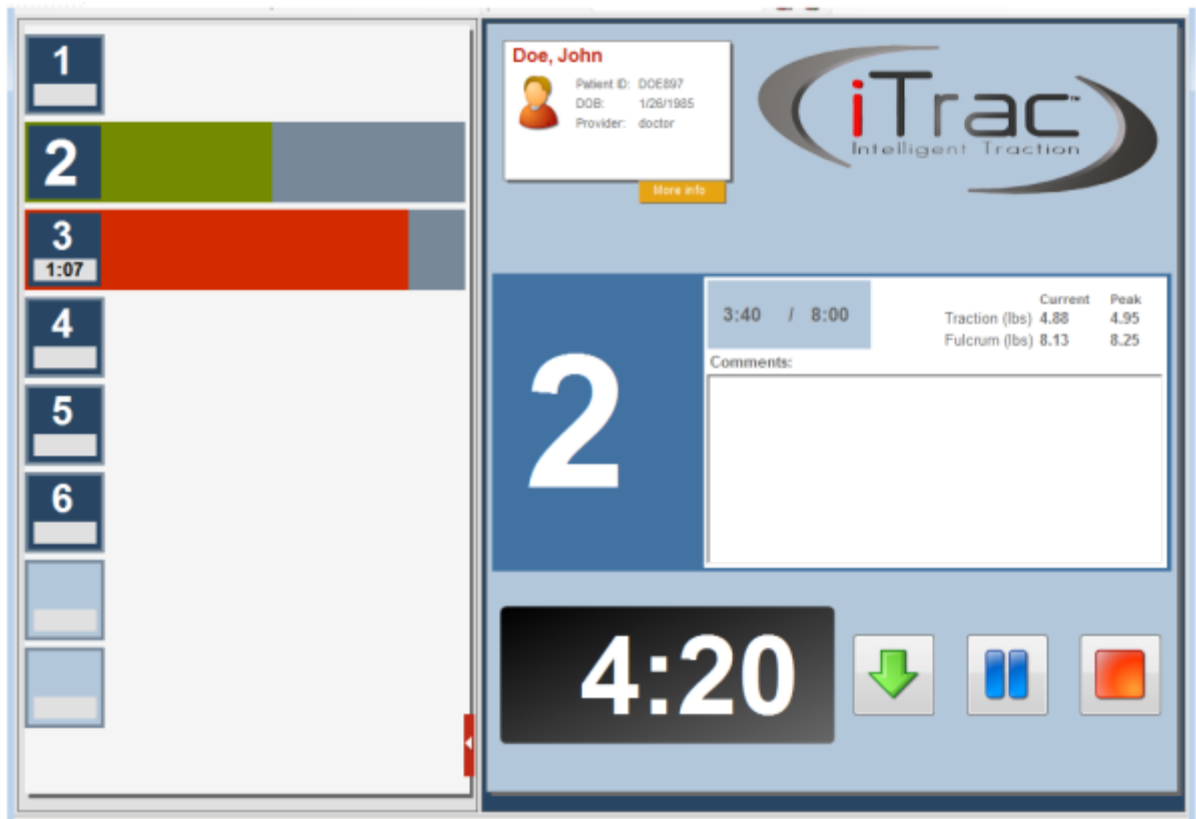 1
2
3
1:07
4
5
6
Doe, John
Patient ID: DOE897
DOB: 1/26/1985
Provider: doctor
More info
iTrac™
Intelligent Traction
2
3:40 / 8:00
Current Peak
Traction (lbs) 4.88 4.95
Fulcrum (lbs) 8.13 8.25
Comments:
4:20